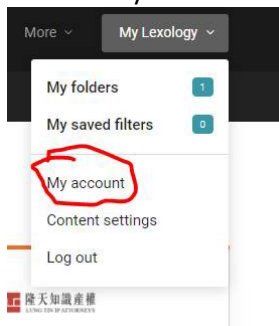 More
My Lexology
My folders 1
My saved filters 0
My account
Content settings
Log out
隆天知識產權
LUNG TIN IP ATTORNEYS